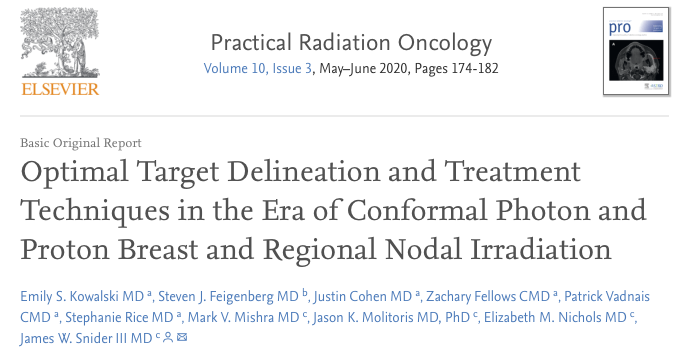 ELSEVIER
Practical Radiation Oncology
Volume 10, Issue 3, May–June 2020, Pages 174-182
pro
Basic Original Report
Optimal Target Delineation and Treatment
Techniques in the Era of Conformal Photon and
Proton Breast and Regional Nodal Irradiation
Emily S. Kowalski MD a, Steven J. Feigenberg MD b, Justin Cohen MD a, Zachary Fellows CMD a, Patrick Vadnais
CMD a, Stephanie Rice MD a, Mark V. Mishra MD c, Jason K. Molitoris MD, PhD c, Elizabeth M. Nichols MD c,
James W. Snider III MD c